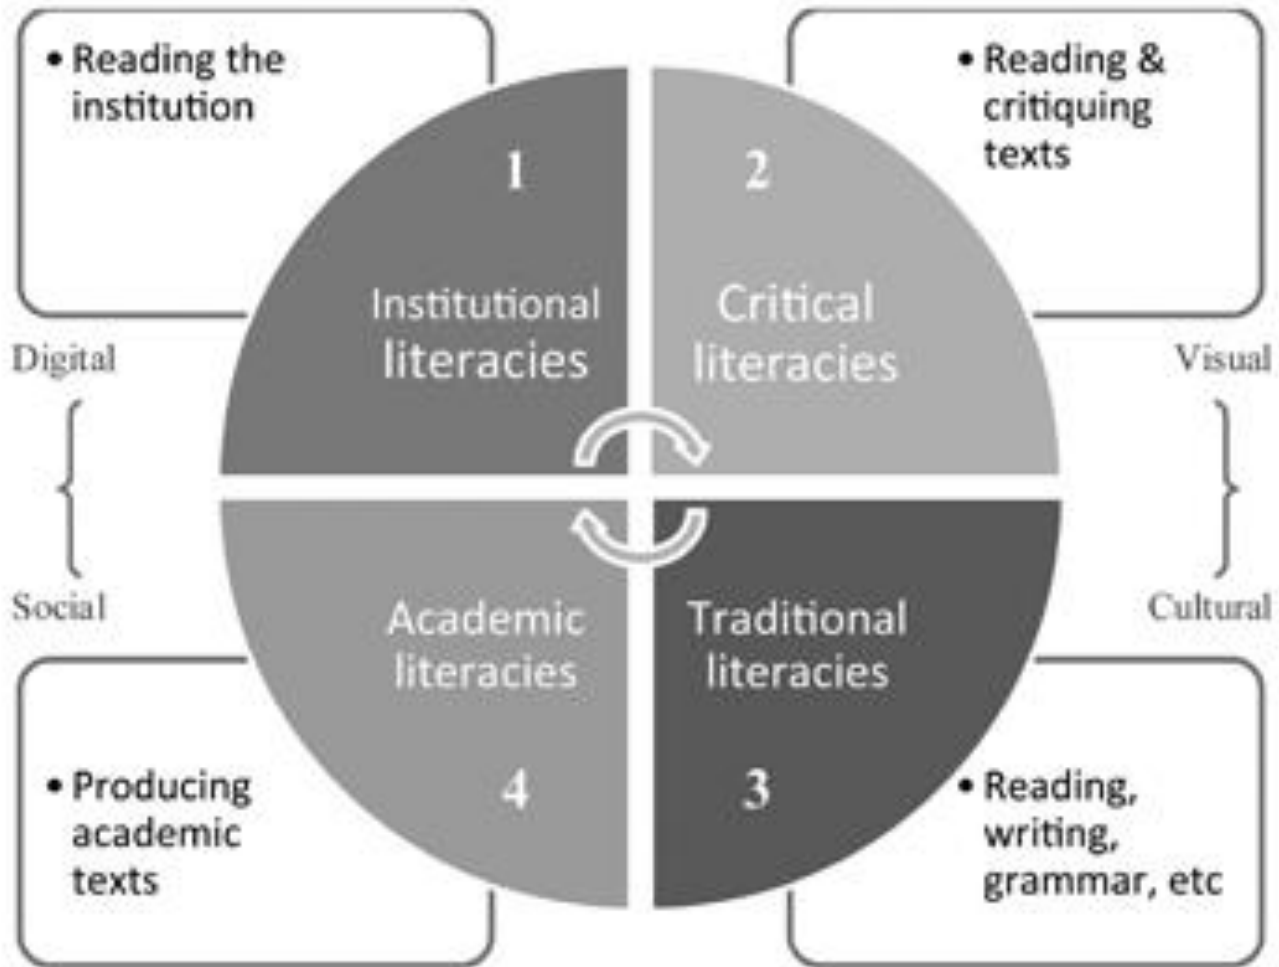 • Reading the
institution
• Reading &
critiquing
texts
1
2
Institutional
literacies
Critical
literacies
Digital
Visual
Social
Cultural
Academic
literacies
Traditional
literacies
4
3
• Producing
academic
texts
• Reading,
writing,
grammar, etc